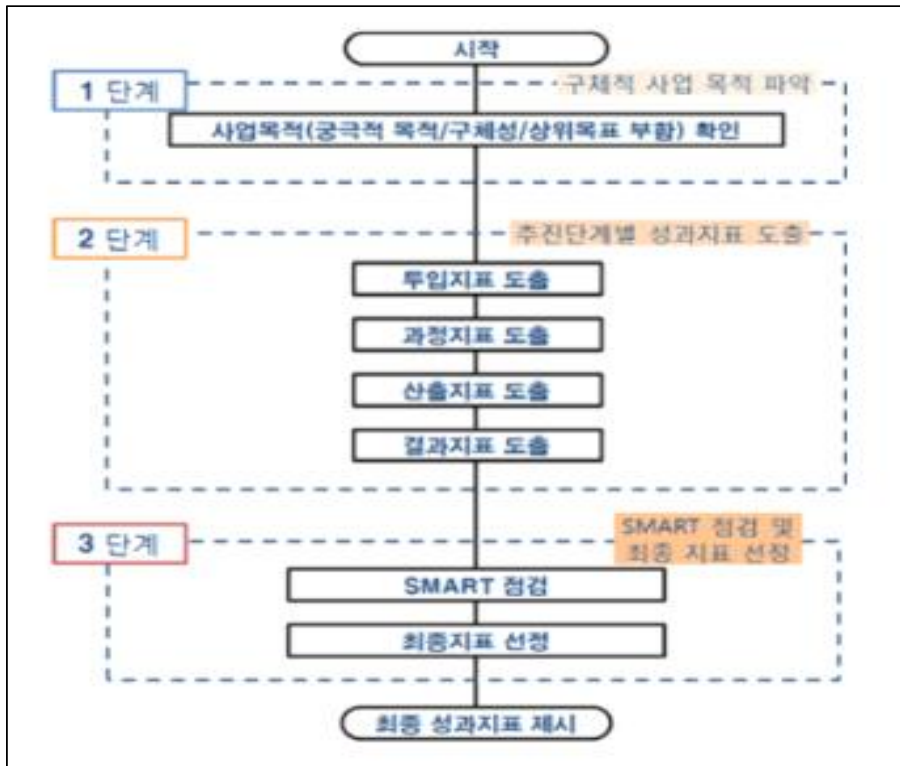 시작
1 단계
구체적 사업 목적 파악
사업목적(궁극적 목적/구체성/상위목표 부합) 확인
2 단계
추진단계별 성과지표 도출
투입지표 도출
과정지표 도출
산출지표 도출
결과지표 도출
3 단계
SMART 점검 및
최종 지표 선정
SMART 점검
최종지표 선정
최종 성과지표 제시